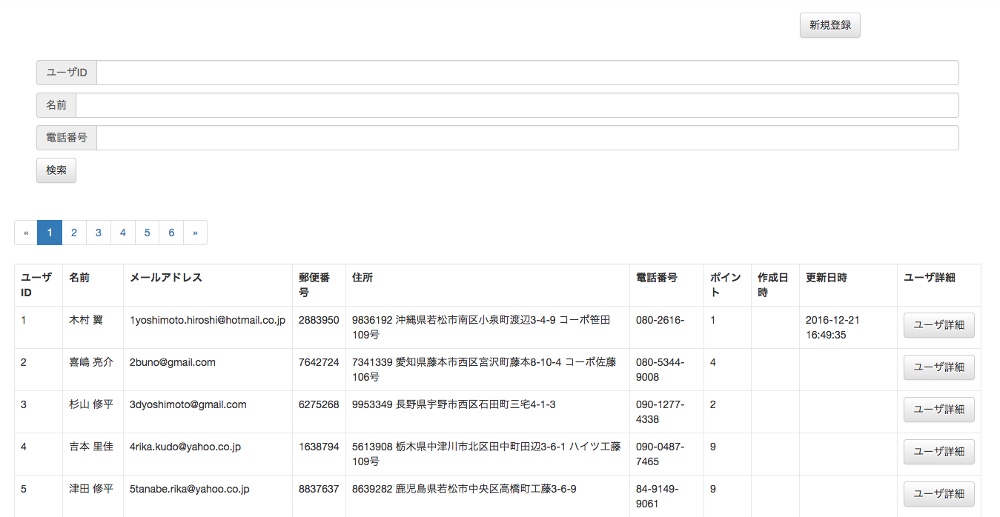 新規登録
ユーザID
名前
電話番号
検索
« 1 2 3 4 5 6 »
ユーザ 名前 メールアドレス 郵便番 住所 電話番号 ポイン 作成日 更新日時 ユーザ詳細
ID 号 ト 時
1 木村 翼 1yoshimoto.hiroshi@hotmail.co.jp 2883950 9836192 沖縄県若松市南区小泉町渡辺3-4-9 コーポ笹田 080-2616- 1 2016-12-21 ユーザ詳細
109号 16:49:35
2 喜嶋 亮介 2buno@gmail.com 7642724 7341339 愛知県藤本市西区宮沢町藤本8-10-4 コーポ佐藤 080-5344- 4 ユーザ詳細
106号 9008
3 杉山 修平 3dyoshimoto@gmail.com 6275268 9953349 長野県宇野市西区石田町三宅4-1-3 090-1277- 2 ユーザ詳細
4338
4 吉本 里佳 4rika.kudo@yahoo.co.jp 1638794 5613908 栃木県中津川市北区田中町田辺3-6-1 ハイツ工藤 090-0487- 9 ユーザ詳細
109号 7465
5 津田 修平 5tanabe.rika@yahoo.co.jp 8837637 8639282 鹿児島県若松市中央区高橋町工藤3-6-9 84-9149- 9 ユーザ詳細
9061